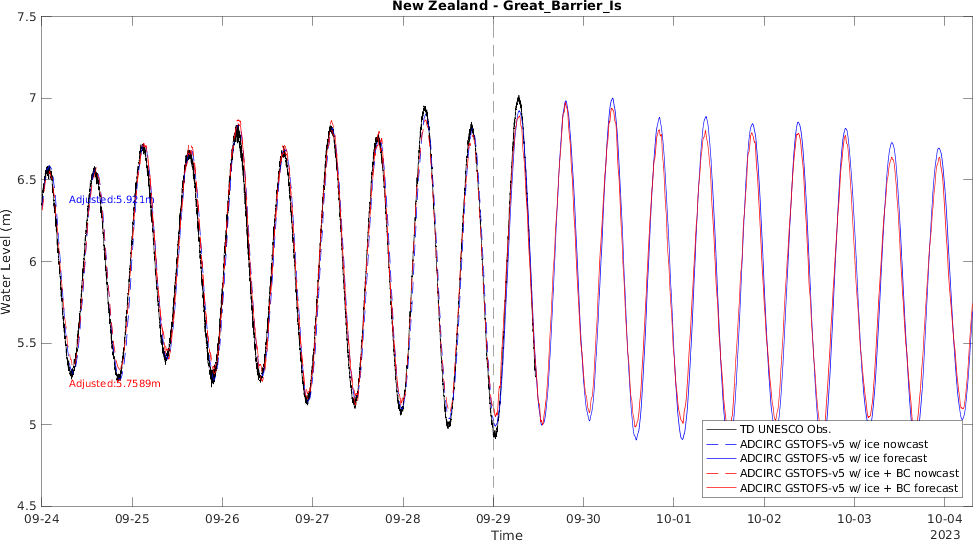 New Zealand - Great_Barrier_Is
7.5
7
6.5
6
5.5
5
4.5
Water Level (m)
Adjusted:5.921m
Adjusted:5.7589m
TD UNESCO Obs.
ADCIRC GSTOFS-v5 w/ ice nowcast
ADCIRC GSTOFS-v5 w/ ice forecast
ADCIRC GSTOFS-v5 w/ ice + BC nowcast
ADCIRC GSTOFS-v5 w/ ice + BC forecast
09-24 09-25 09-26 09-27 09-28 09-29 09-30 10-01 10-02 10-03 10-04
2023
Time